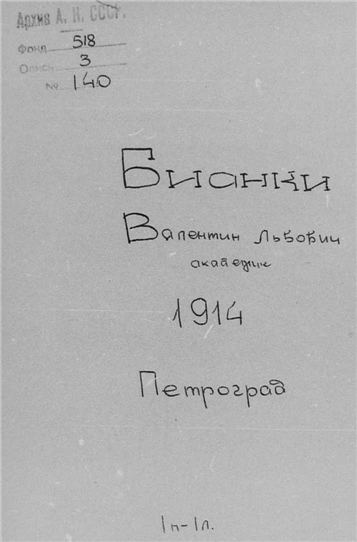 Архив А. Н. СССР.
Фонд 518
Опись 3
№ 140
Бианки
Валентин Львович
академик
1914
Петроград
1п-1л.